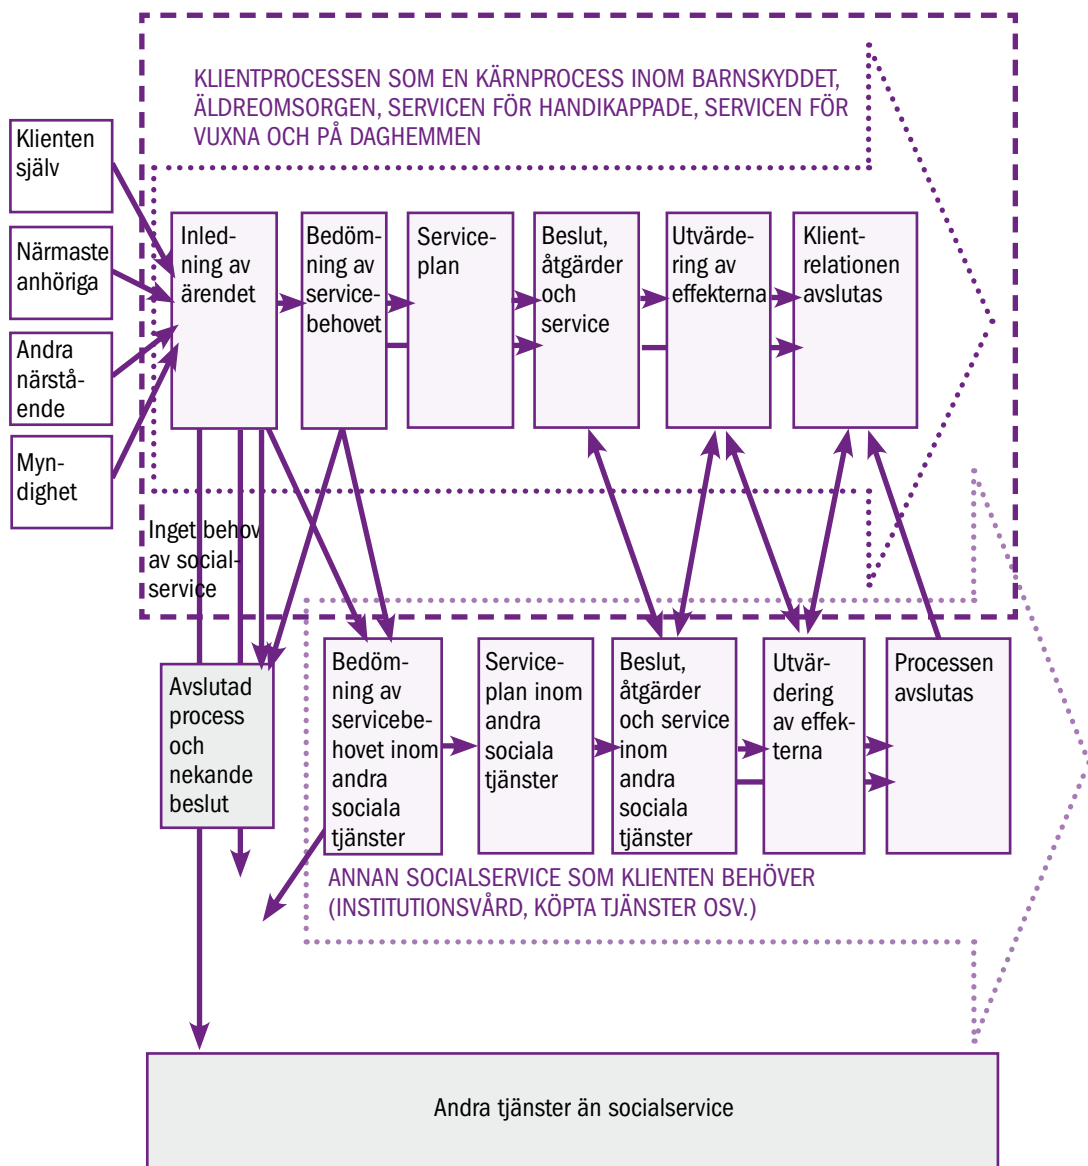 KLIENTPROCESSEN SOM EN KÄRNPROCESS INOM BARNSKYDDET,
ÄLDREOMSORGEN, SERVICEN FÖR HANDIKAPPADE, SERVICEN FÖR
VUXNA OCH PÅ DAGHEMMEN
Klienten
själv
Närmaste
anhöriga
Andra
närstå-
ende
Myn-
dighet
Inled-
ning av
ärendet
Bedöm-
ning av
service-
behovet
Service-
plan
Beslut,
åtgärder
och
service
Utvärde-
ring av
effekterna
Klient-
relationen
avslutas
Inget behov
av social-
service
Avslutad
process
och
nekande
beslut
Bedöm-
ning av
servicebe-
hovet inom
andra
sociala
tjänster
Service-
plan inom
andra
sociala
tjänster
Beslut,
åtgärder
och service
inom
andra
sociala
tjänster
Utvär-
dering
av effek-
terna
Processen
avslutas
ANNAN SOCIALSERVICE SOM KLIENTEN BEHÖVER
(INSTITUTIONSVÅRD, KÖPTA TJÄNSTER OSV.)
Andra tjänster än socialservice